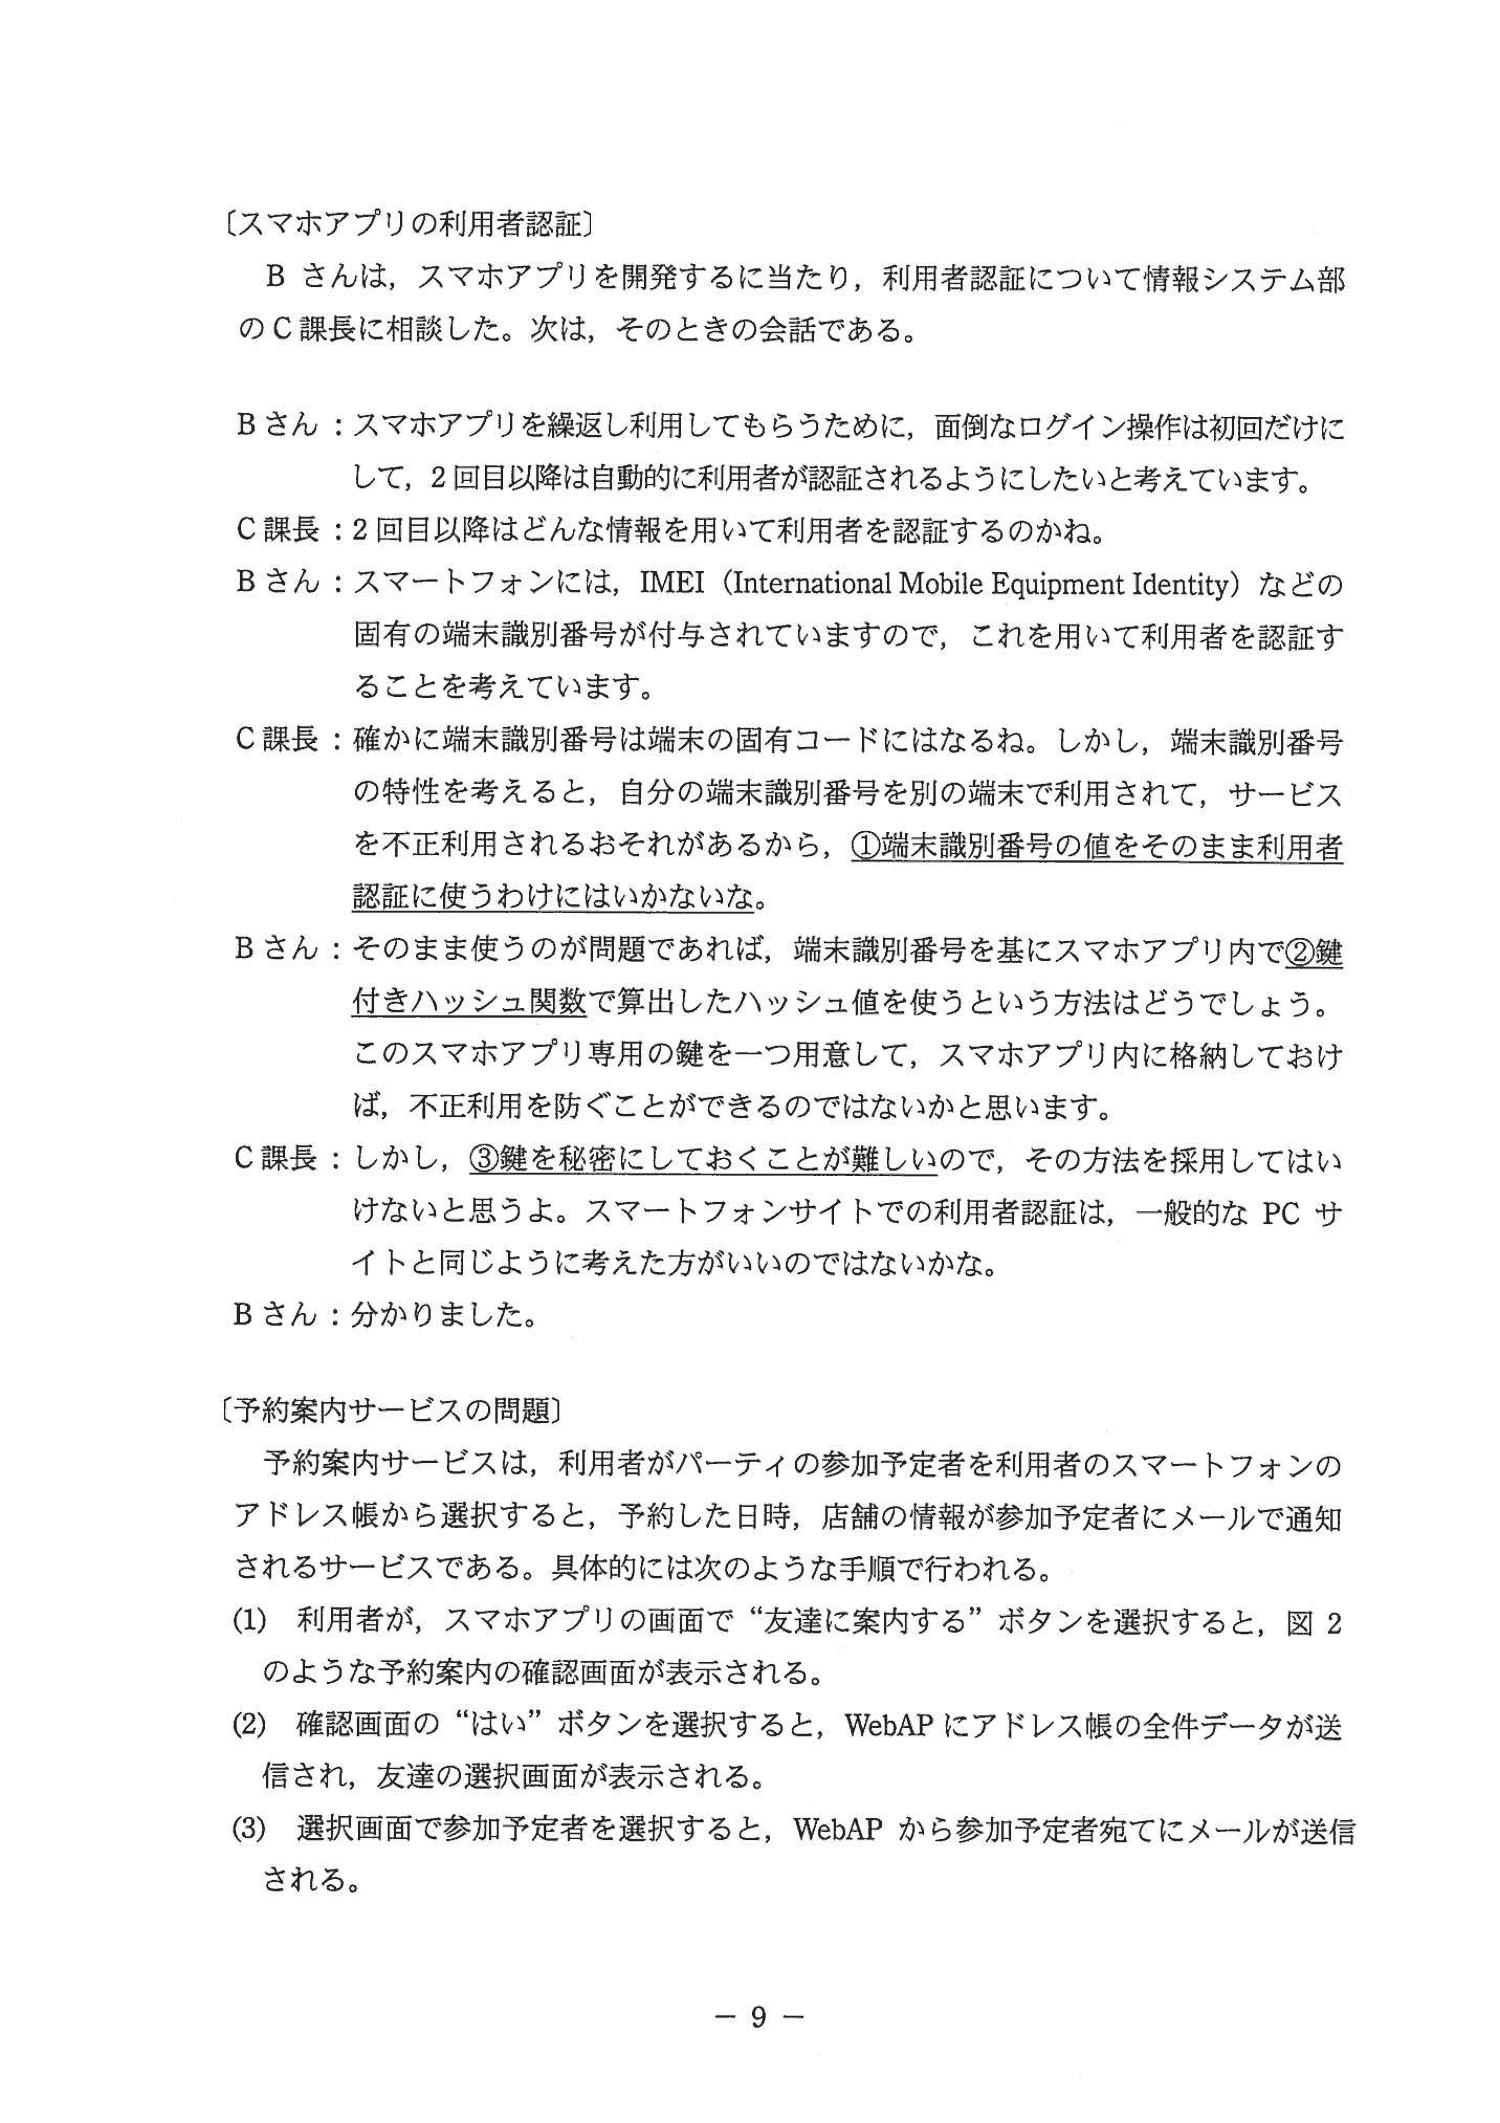 〔スマホアプリの利用者認証〕
B さんは，スマホアプリを開発するに当たり，利用者認証について情報システム部
のC課長に相談した。次は，そのときの会話である。
Bさん：スマホアプリを繰返し利用してもらうために，面倒なログイン操作は初回だけに
して，2回目以降は自動的に利用者が認証されるようにしたいと考えています。
C課長：2回目以降はどんな情報を用いて利用者を認証するのかね。
Bさん：スマートフォンには，IMEI（International Mobile Equipment Identity）などの
固有の端末識別番号が付与されていますので，これを用いて利用者を認証す
ることを考えています。
C課長：確かに端末識別番号は端末の固有コードにはなるね。しかし，端末識別番号
の特性を考えると，自分の端末識別番号を別の端末で利用されて，サービス
を不正利用されるおそれがあるから，①端末識別番号の値をそのまま利用者
認証に使うわけにはいかないな。
Bさん：そのまま使うのが問題であれば，端末識別番号を基にスマホアプリ内で②鍵
付きハッシュ関数で算出したハッシュ値を使うという方法はどうでしょう。
このスマホアプリ専用の鍵を一つ用意して，スマホアプリ内に格納しておけ
ば，不正利用を防ぐことができるのではないかと思います。
C課長：しかし，③鍵を秘密にしておくことが難しいので，その方法を採用してはい
けないと思うよ。スマートフォンサイトでの利用者認証は，一般的な PC サ
イトと同じように考えた方がいいのではないかな。
Bさん：分かりました。
〔予約案内サービスの問題〕
予約案内サービスは，利用者がパーティの参加予定者を利用者のスマートフォンの
アドレス帳から選択すると，予約した日時，店舗の情報が参加予定者にメールで通知
されるサービスである。具体的には次のような手順で行われる。
(1) 利用者が，スマホアプリの画面で“友達に案内する”ボタンを選択すると，図 2
のような予約案内の確認画面が表示される。
(2) 確認画面の“はい”ボタンを選択すると，WebAP にアドレス帳の全件データが送
信され，友達の選択画面が表示される。
(3) 選択画面で参加予定者を選択すると，WebAP から参加予定者宛てにメールが送信
される。
－ 9 －